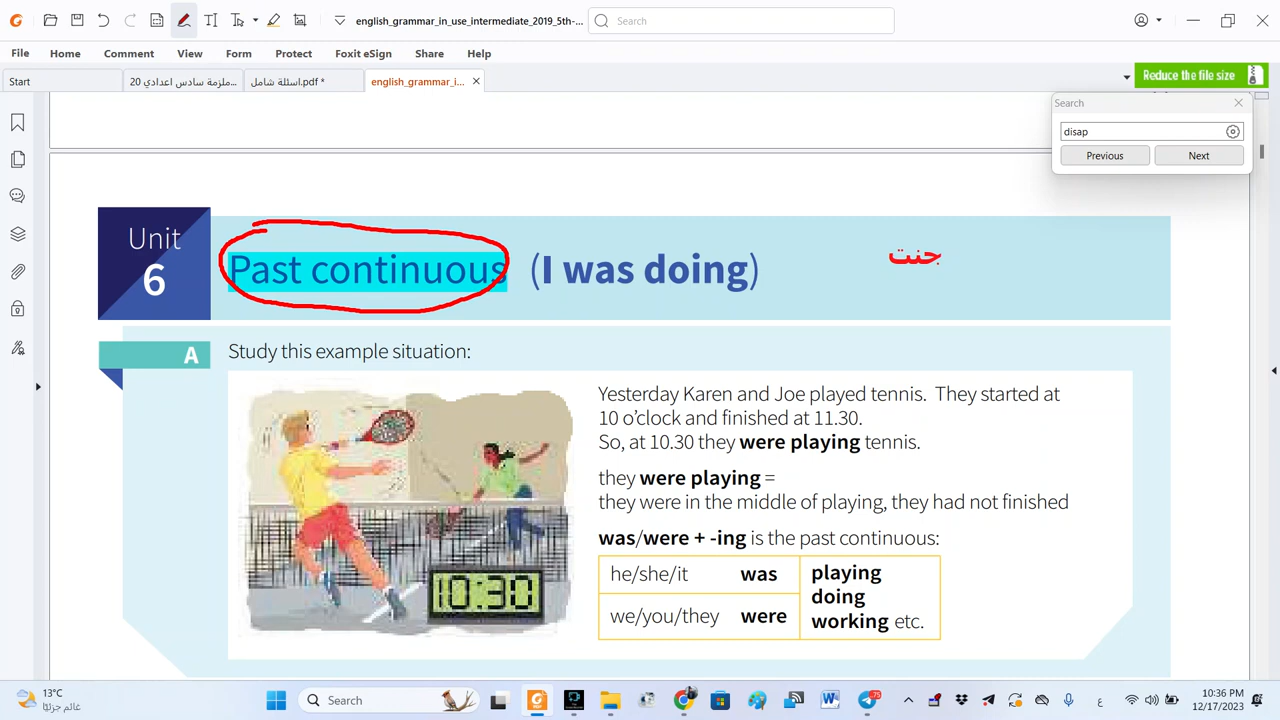 english_grammar_in_use_intermediate_2019_5th-...
Search
File Home Comment View Form Protect Foxit eSign Share Help
Start
ملزمة سادس اعدادي 20...
اسئلة شامل.pdf *
english_grammar_i...
Reduce the file size
Search
disap
Previous Next
Unit
6
Past continuous (I was doing)
جنت
A
Study this example situation:
Yesterday Karen and Joe played tennis. They started at
10 o’clock and finished at 11.30.
So, at 10.30 they were playing tennis.
they were playing =
they were in the middle of playing, they had not finished
was/were + -ing is the past continuous:
he/she/it was
we/you/they were
playing
doing
working etc.
10:30
13°C
غائم جزئيًا
Search
75
ع
10:36 PM
12/17/2023